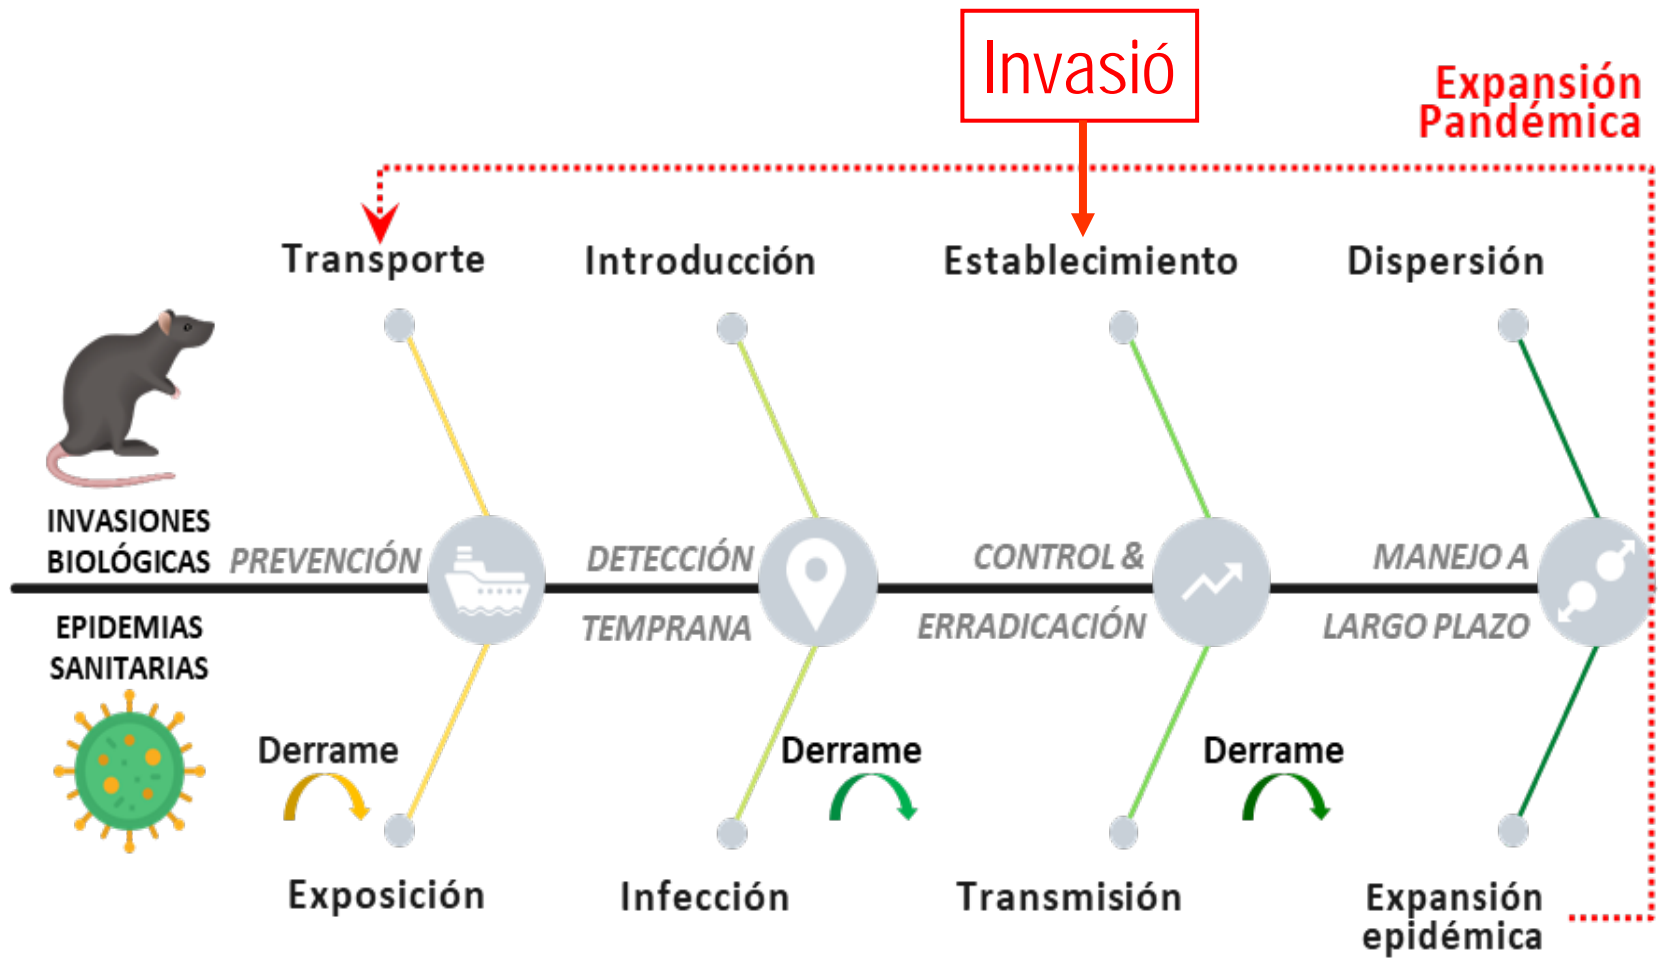 Invasió
Expansión
Pandémica
Transporte
Introducción
Establecimiento
Dispersión
INVASIONES
BIOLÓGICAS
PREVENCIÓN
DETECCIÓN
TEMPRANA
CONTROL &
ERRADICACIÓN
MANEJO A
LARGO PLAZO
EPIDEMIAS
SANITARIAS
Derrame
Derrame
Derrame
Exposición
Infección
Transmisión
Expansión
epidémica